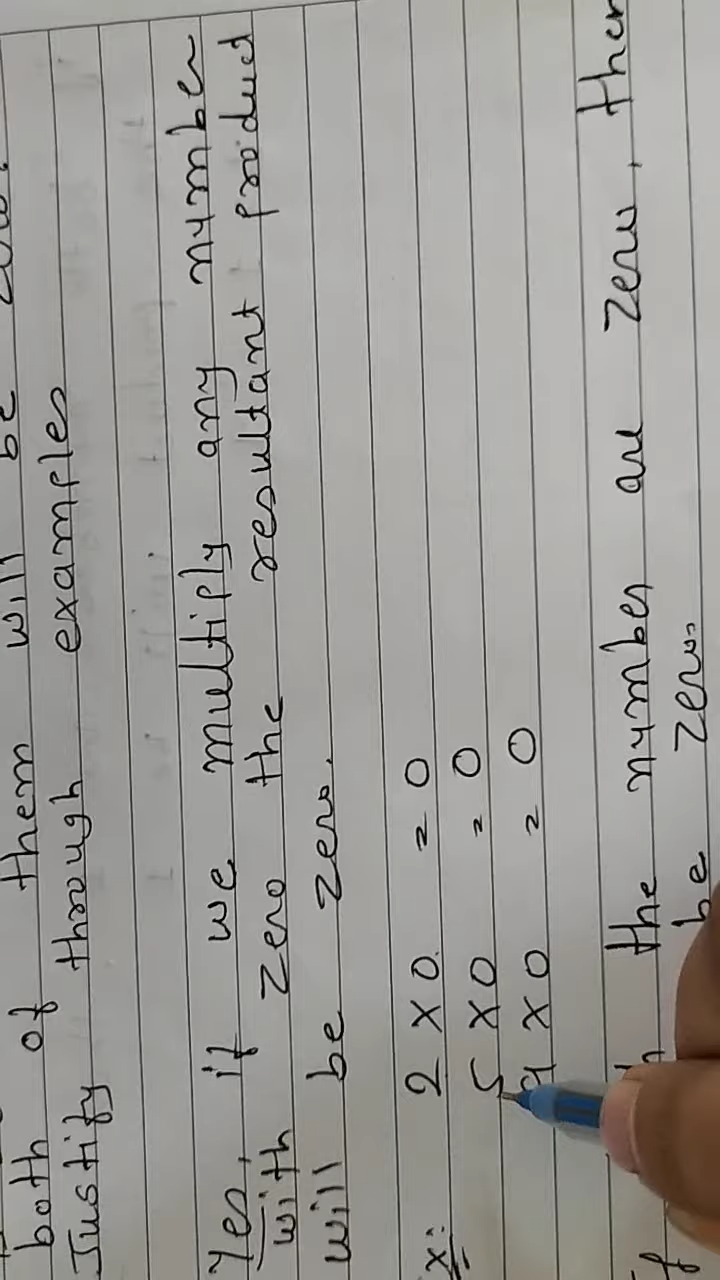 both of them will be
Justify through examples
Yes, if we multiply any number
with zero the resultant product
will be zero.
x:
2 X 0 = 0
5 X 0 = 0
9 X 0 = 0
the number are zero, then
be zero.